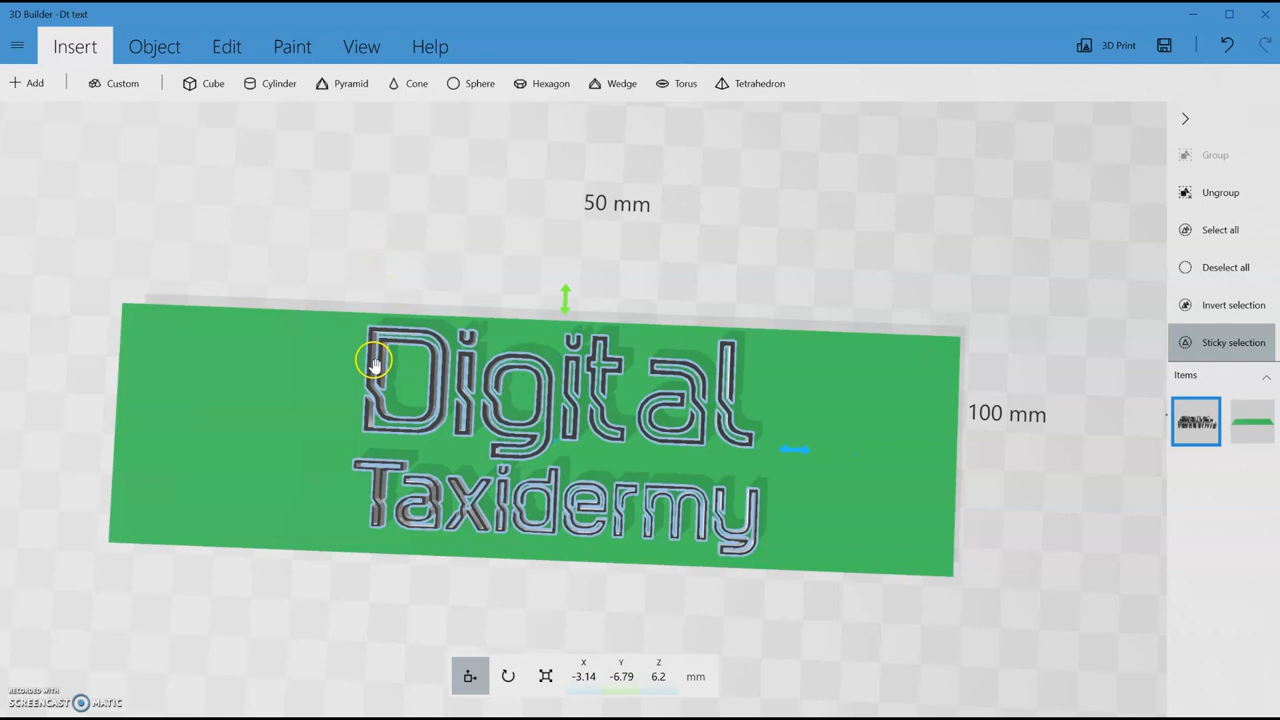 3D Builder -Dt text
Insert Object Edit Paint View Help
3D Print
Add Custom Cube Cylinder Pyramid Cone Sphere Hexagon Wedge Torus Tetrahedron
50 mm
100 mm
Digital
Taxidermy
Group
Ungroup
Select all
Deselect all
Invert selection
Sticky selection
Items
X Y Z
-3.14 -6.79 6.2 mm
RECORDED WITH
SCREENCAST MATIC